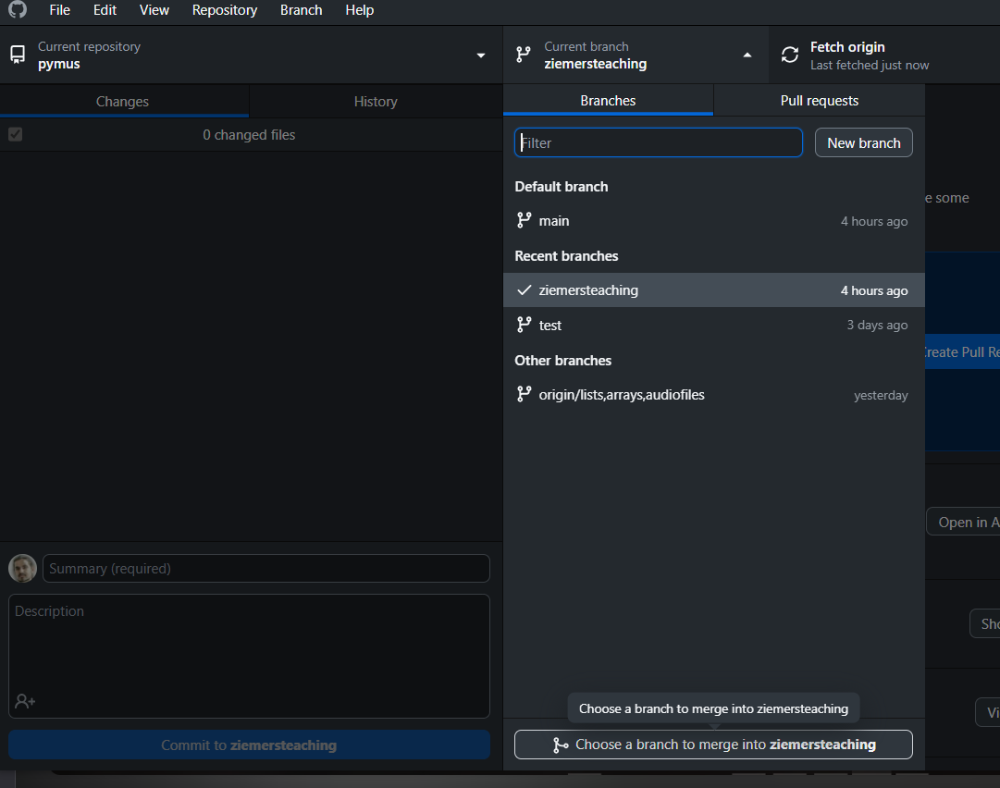 File Edit View Repository Branch Help
Current repository
pymus
Current branch
ziemersteaching
Fetch origin
Last fetched just now
Changes
History
Branches
Pull requests
0 changed files
Filter
New branch
Default branch
main 4 hours ago
Recent branches
ziemersteaching 4 hours ago
test 3 days ago
Other branches
origin/lists,arrays,audiofiles yesterday
e some
Create Pull Re
Open in A
Sho
Vi
Summary (required)
Description
Commit to ziemersteaching
Choose a branch to merge into ziemersteaching
Choose a branch to merge into ziemersteaching